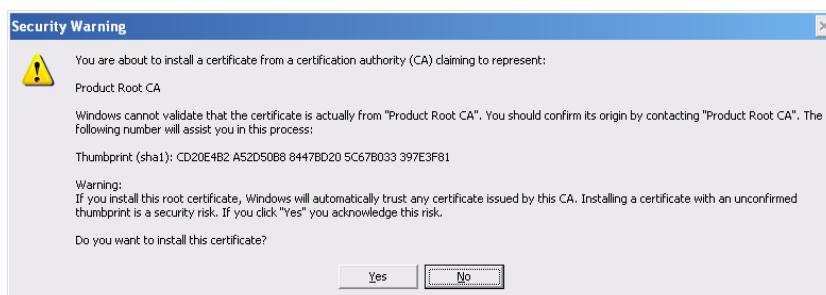 Security Warning
You are about to install a certificate from a certification authority (CA) claiming to represent:
Product Root CA
Windows cannot validate that the certificate is actually from "Product Root CA". You should confirm its origin by contacting "Product Root CA". The
following number will assist you in this process:
Thumbprint (sha1): CD20E4B2 A52D50B8 8447BD20 5C67B033 397E3F81
Warning:
If you install this root certificate, Windows will automatically trust any certificate issued by this CA. Installing a certificate with an unconfirmed
thumbprint is a security risk. If you click "Yes" you acknowledge this risk.
Do you want to install this certificate?
Yes No